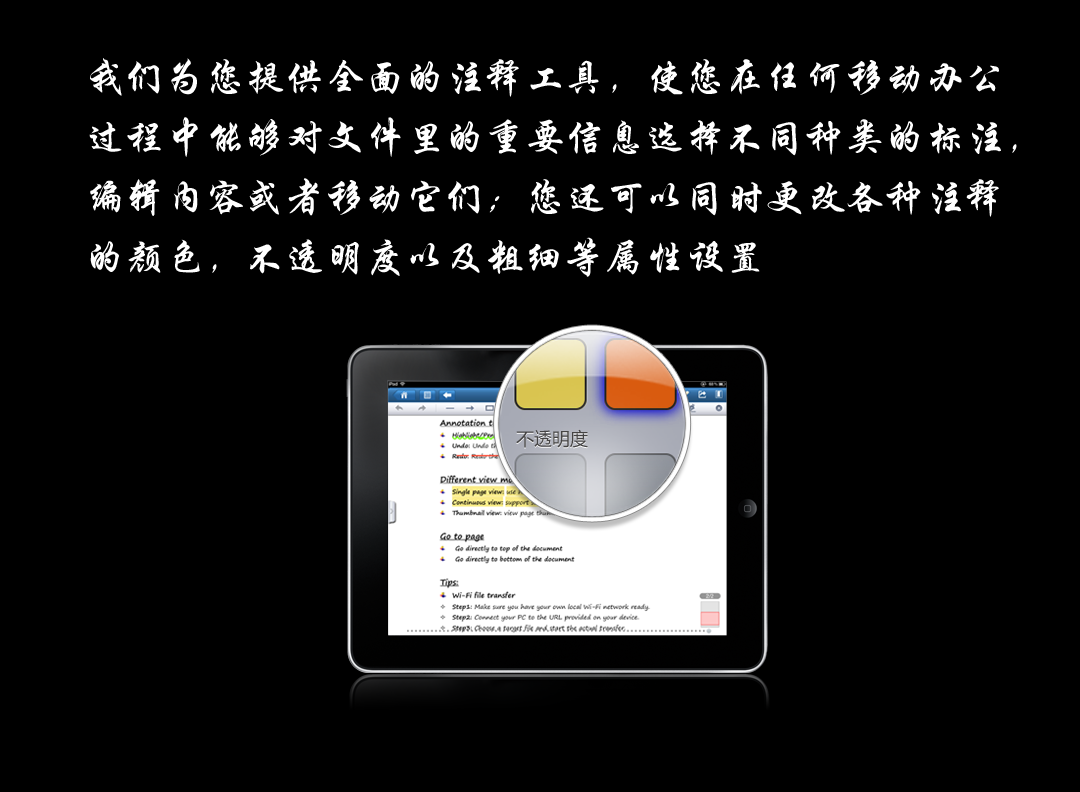 我们为您提供全面的注释工具，使您在任何移动办公
过程中能够对文件里的重要信息选择不同种类的标注，
编辑内容或者移动它们；您还可以同时更改各种注释
的颜色，不透明度以及粗细等属性设置
iPad
不透明度
Annotation t
Highlight/Pen
Undo: Undo th
Redo: Redo the
Different view mo
Single page view: use
Continuous view: support
Thumbnail view: view page thum
Go to page
Go directly to top of the document
Go directly to bottom of the document
Tips:
Wi-Fi file transfer
Step1: Make sure you have your own local Wi-Fi network ready.
Step2: Connect your PC to the URL provided on your device.
Step3: Choose a target file and start the actual transfer.